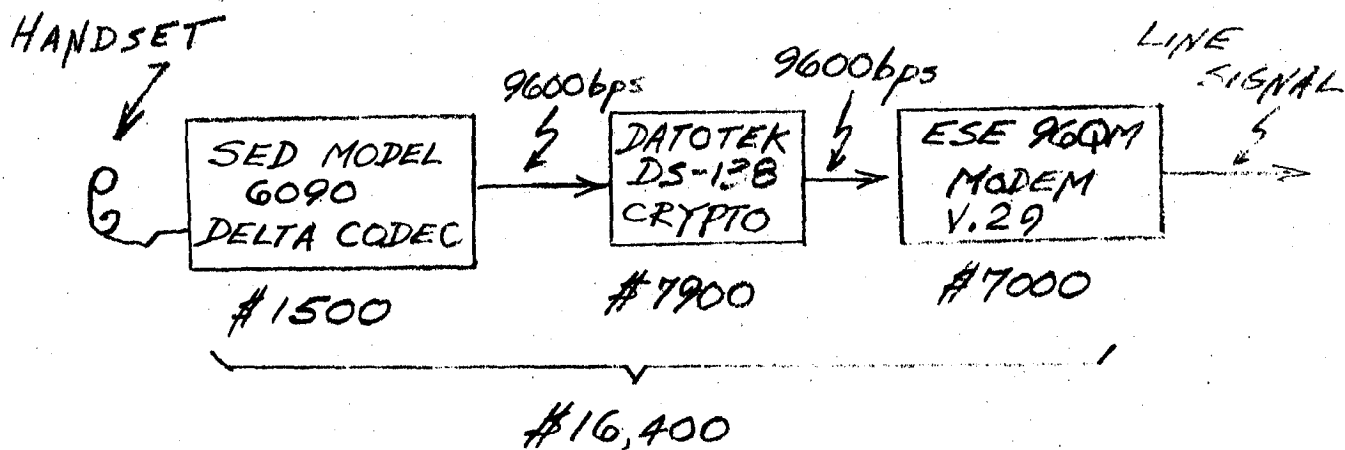 HANDSET
9600bps
9600bps
LINE
SIGNAL
SED MODEL
6090
DELTA CODEC
DATOTEK
DS-138
CRYPTO
ESE 96QM
MODEM
V.29
$1500
$7900
$7000
$16,400